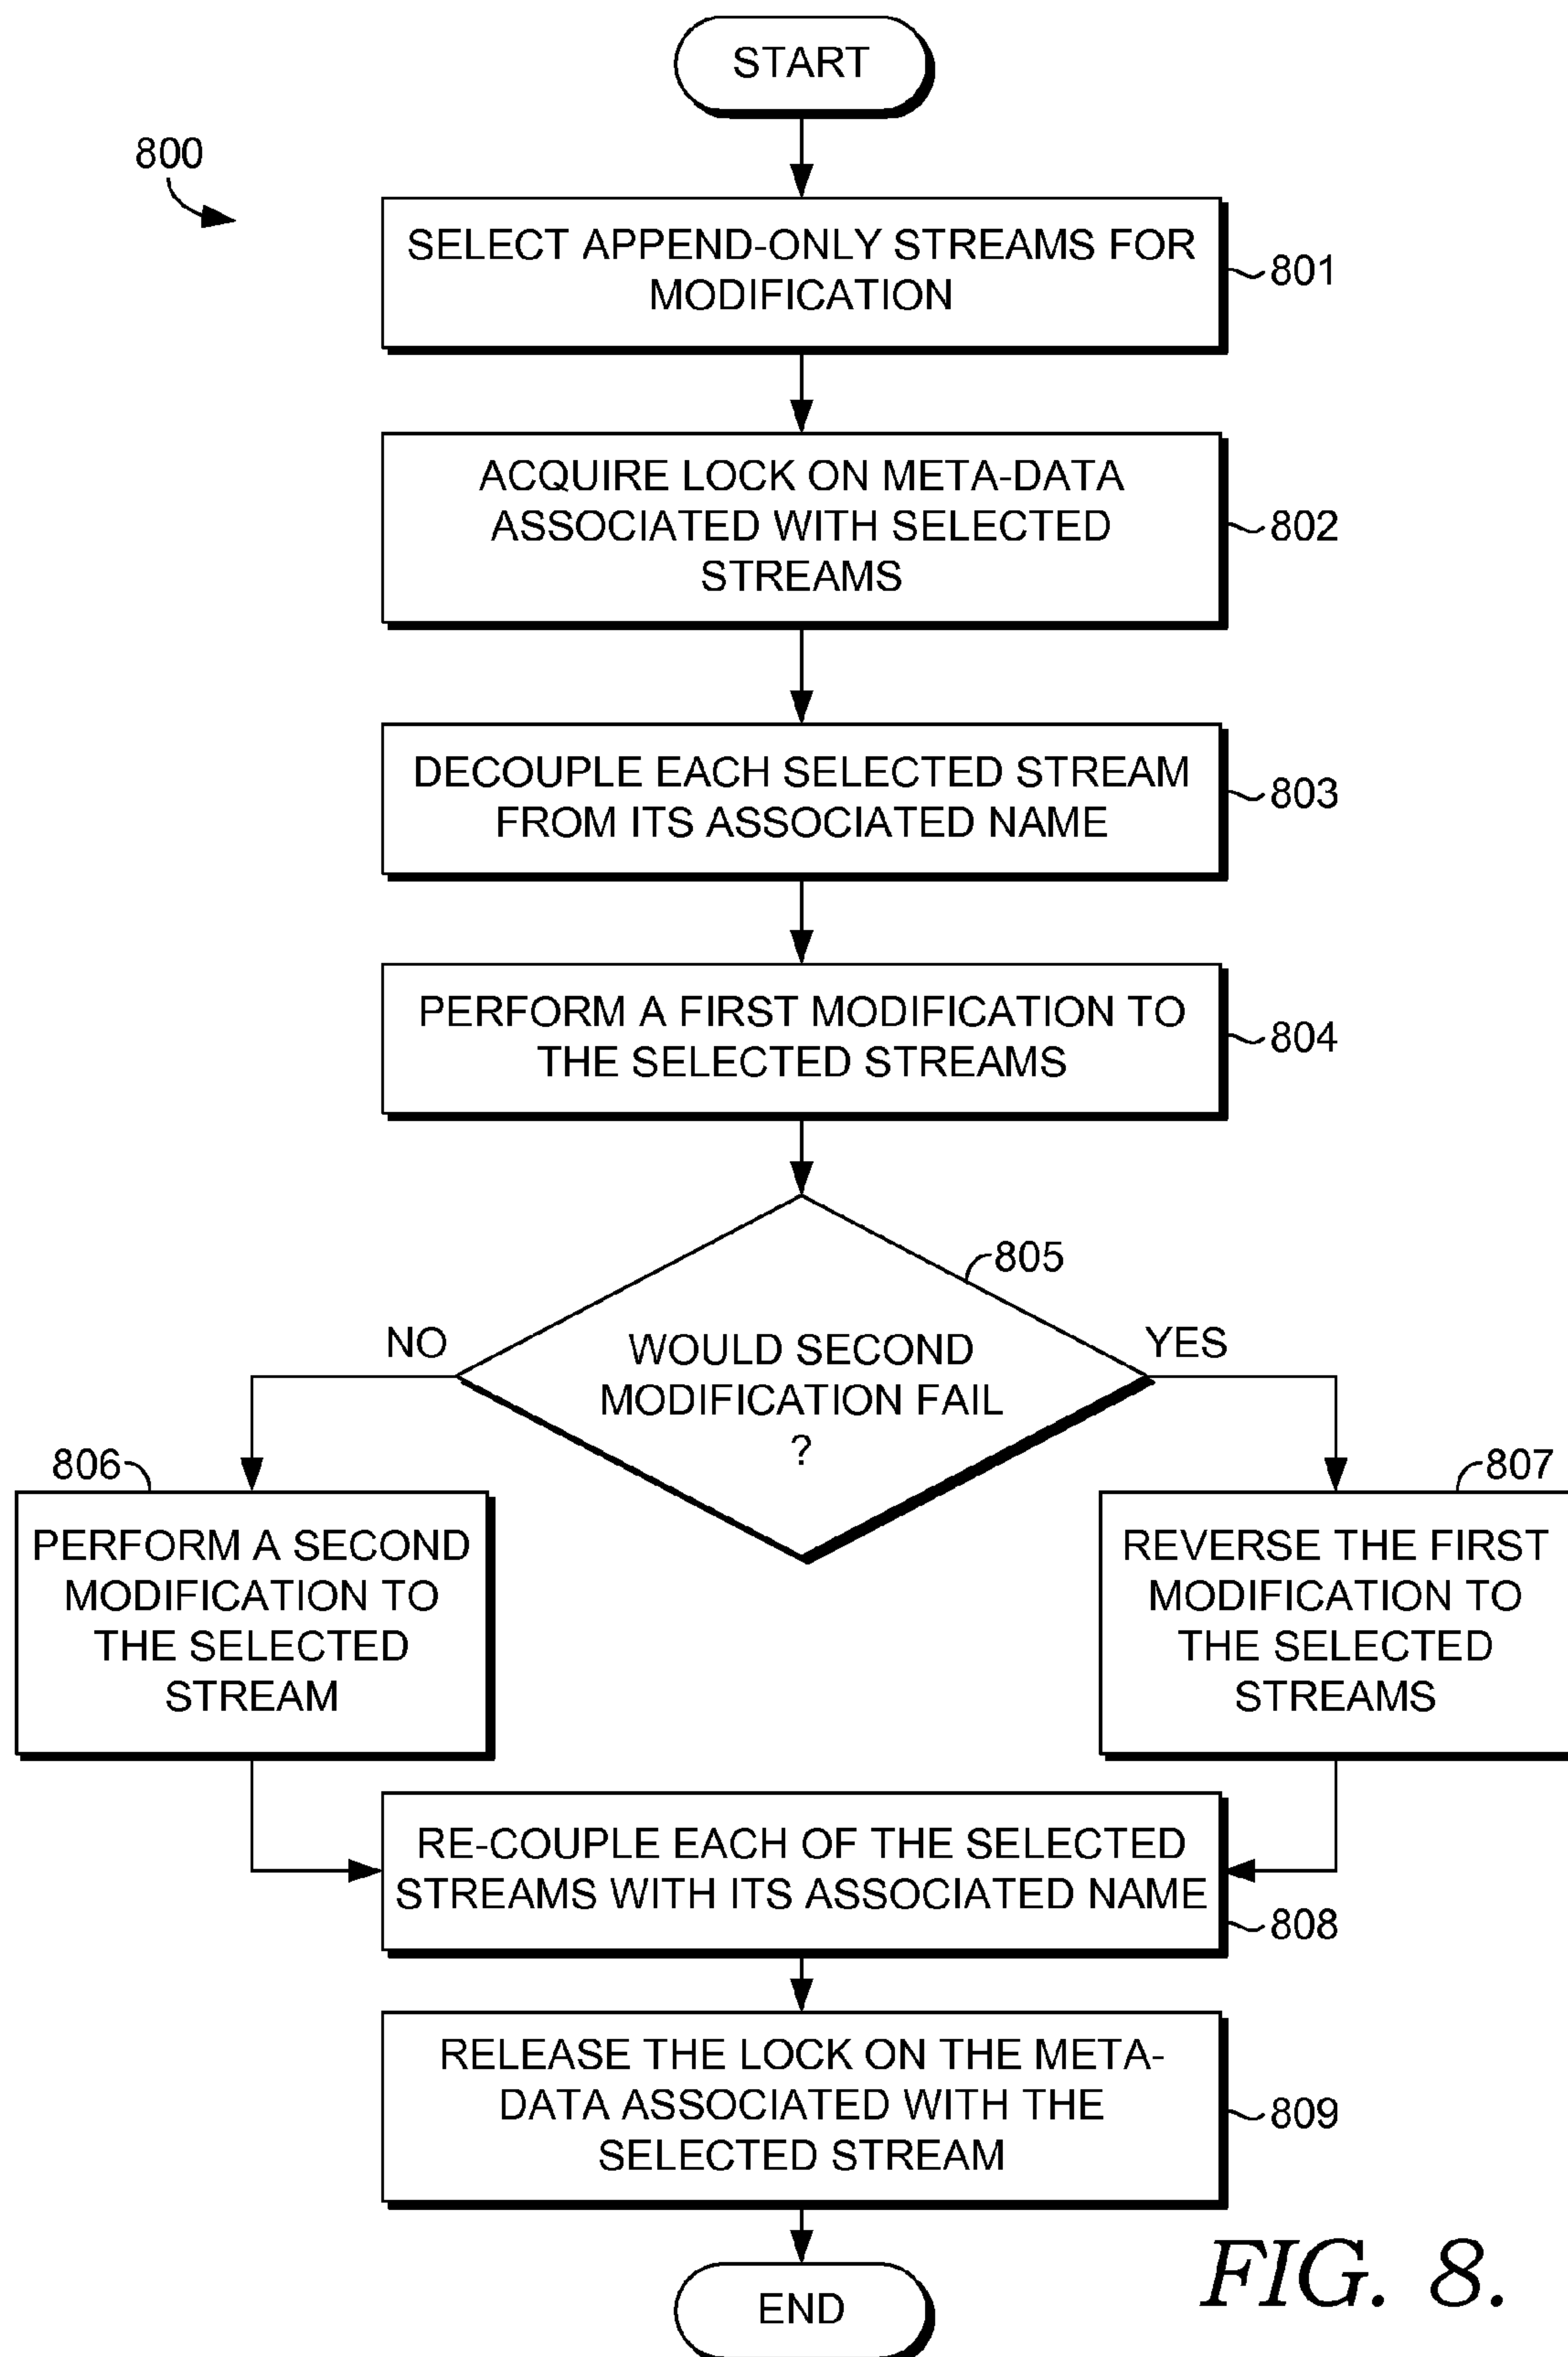 START
800
SELECT APPEND-ONLY STREAMS FOR
MODIFICATION
801
ACQUIRE LOCK ON META-DATA
ASSOCIATED WITH SELECTED
STREAMS
802
DECOUPLE EACH SELECTED STREAM
FROM ITS ASSOCIATED NAME
803
PERFORM A FIRST MODIFICATION TO
THE SELECTED STREAMS
804
805
NO
YES
WOULD SECOND
MODIFICATION FAIL
?
806
PERFORM A SECOND
MODIFICATION TO
THE SELECTED
STREAM
807
REVERSE THE FIRST
MODIFICATION TO
THE SELECTED
STREAMS
RE-COUPLE EACH OF THE SELECTED
STREAMS WITH ITS ASSOCIATED NAME
808
RELEASE THE LOCK ON THE META-
DATA ASSOCIATED WITH THE
SELECTED STREAM
809
END
FIG. 8.